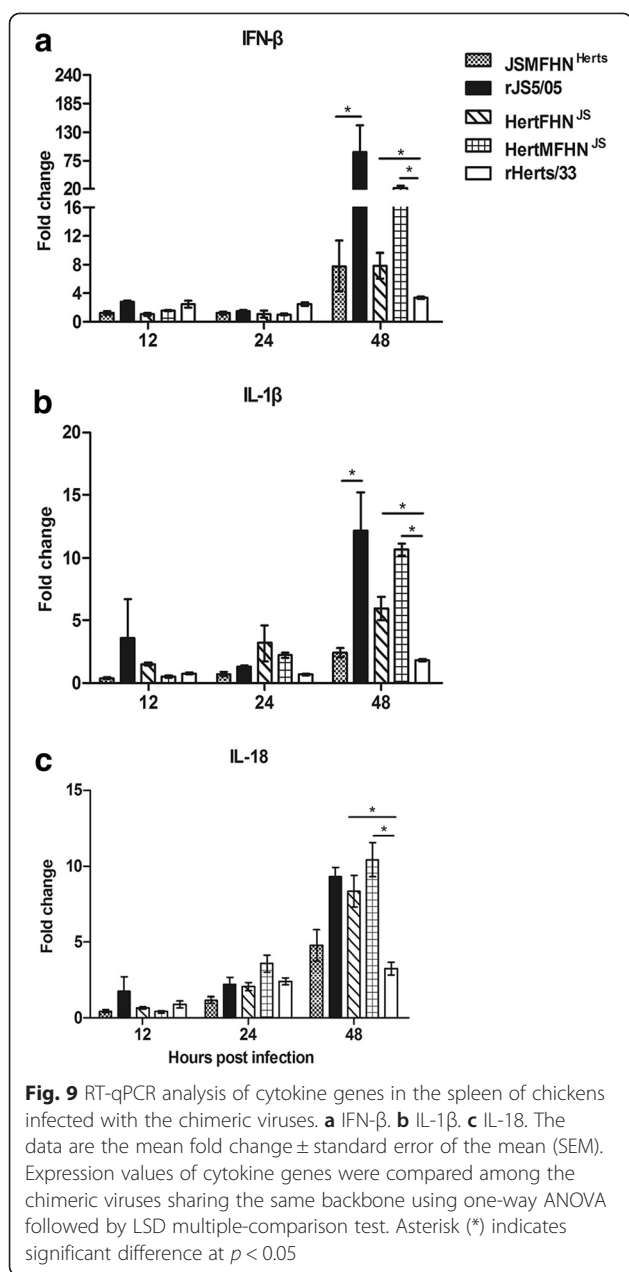 a
IFN-β
JSMFHN^Herts
rJS5/05
HertFHN^JS
HertMFHN^JS
rHerts/33
Fold change
240
185
130
75
20
16
12
8
4
0
*
*
*
12
24
48
b
IL-1β
Fold change
20
15
10
5
0
*
*
*
12
24
48
c
IL-18
Fold change
15
10
5
0
*
*
12
24
48
Hours post infection
Fig. 9 RT-qPCR analysis of cytokine genes in the spleen of chickens
infected with the chimeric viruses. a IFN-β. b IL-1β. c IL-18. The
data are the mean fold change ± standard error of the mean (SEM).
Expression values of cytokine genes were compared among the
chimeric viruses sharing the same backbone using one-way ANOVA
followed by LSD multiple-comparison test. Asterisk (*) indicates
significant difference at p < 0.05